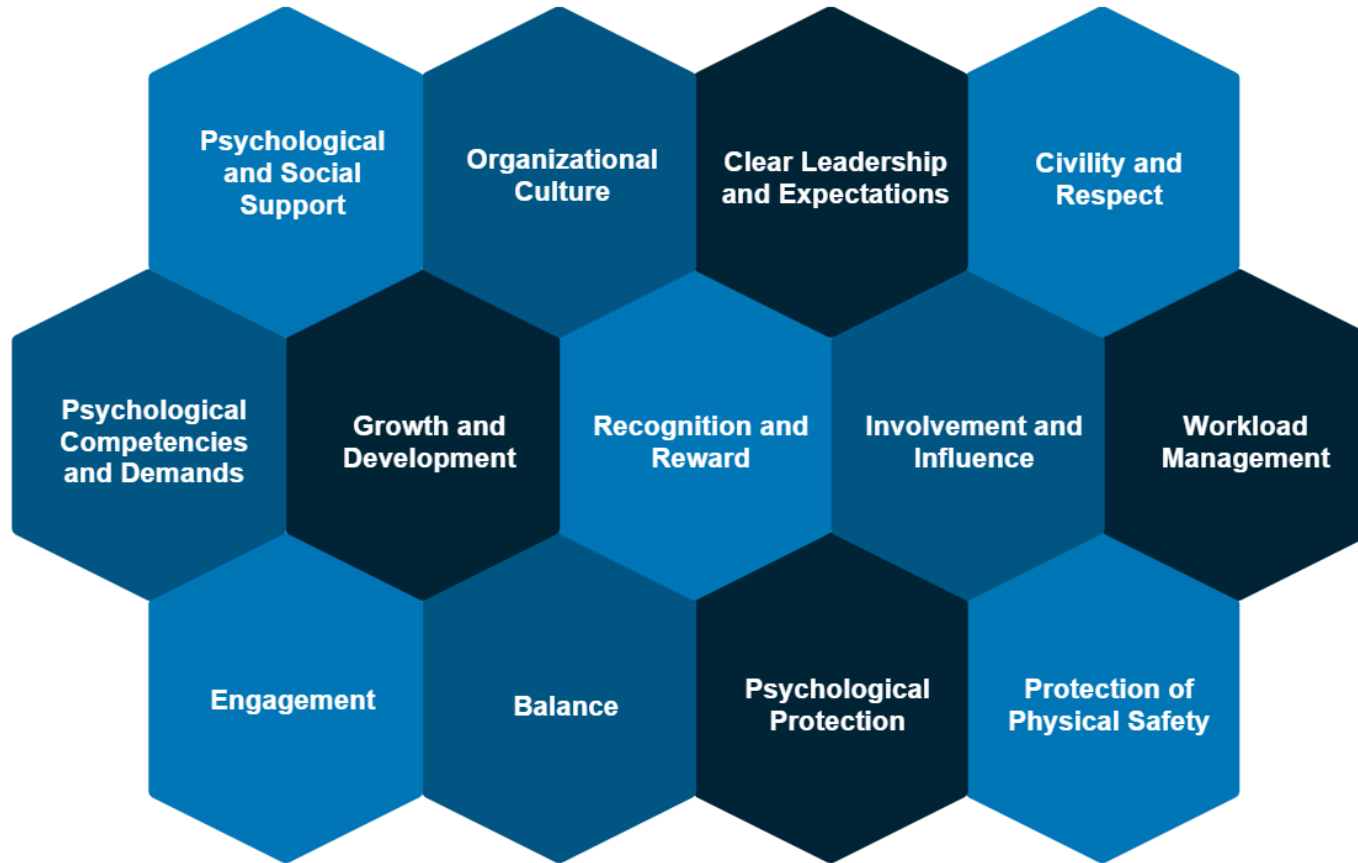 Psychological
and Social
Support
Organizational
Culture
Clear Leadership
and Expectations
Civility and
Respect
Psychological
Competencies
and Demands
Growth and
Development
Recognition and
Reward
Involvement and
Influence
Workload
Management
Engagement
Balance
Psychological
Protection
Protection of
Physical Safety